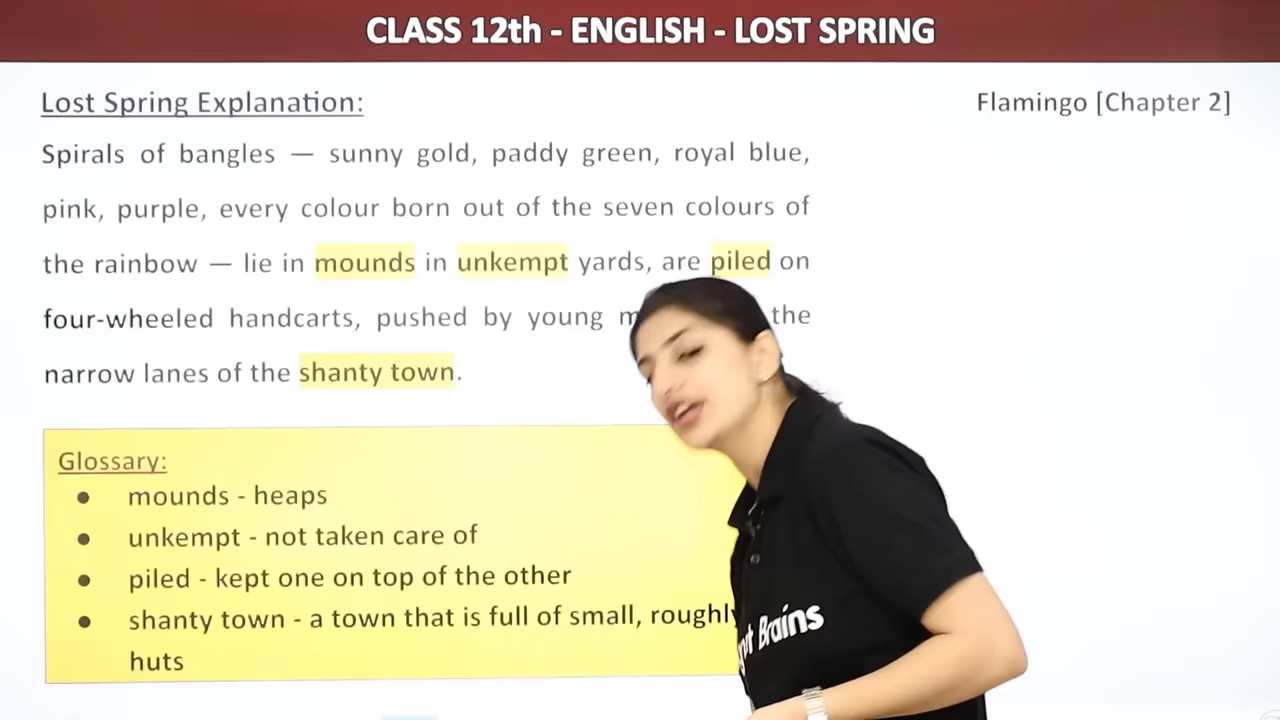 CLASS 12th - ENGLISH - LOST SPRING
Lost Spring Explanation:
Flamingo [Chapter 2]
Spirals of bangles — sunny gold, paddy green, royal blue,
pink, purple, every colour born out of the seven colours of
the rainbow — lie in mounds in unkempt yards, are piled on
four-wheeled handcarts, pushed by young the
narrow lanes of the shanty town.
Glossary:
● mounds - heaps
● unkempt - not taken care of
● piled - kept one on top of the other
● shanty town - a town that is full of small, roughly
huts
Brains